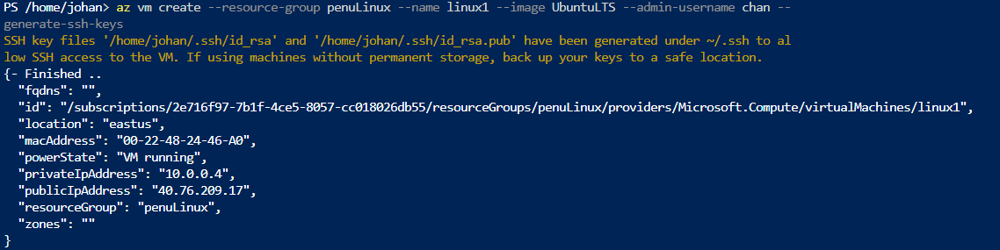 PS /home/johan> az vm create --resource-group penuLinux --name linux1 --image UbuntuLTS --admin-username chan --
generate-ssh-keys
SSH key files '/home/johan/.ssh/id_rsa' and '/home/johan/.ssh/id_rsa.pub' have been generated under ~/.ssh to al
low SSH access to the VM. If using machines without permanent storage, back up your keys to a safe location.
{- Finished ..
  "fqdns": "",
  "id": "/subscriptions/2e716f97-7b1f-4ce5-8057-cc018026db55/resourceGroups/penuLinux/providers/Microsoft.Compute/virtualMachines/linux1",
  "location": "eastus",
  "macAddress": "00-22-48-24-46-A0",
  "powerState": "VM running",
  "privateIpAddress": "10.0.0.4",
  "publicIpAddress": "40.76.209.17",
  "resourceGroup": "penuLinux",
  "zones": ""
}